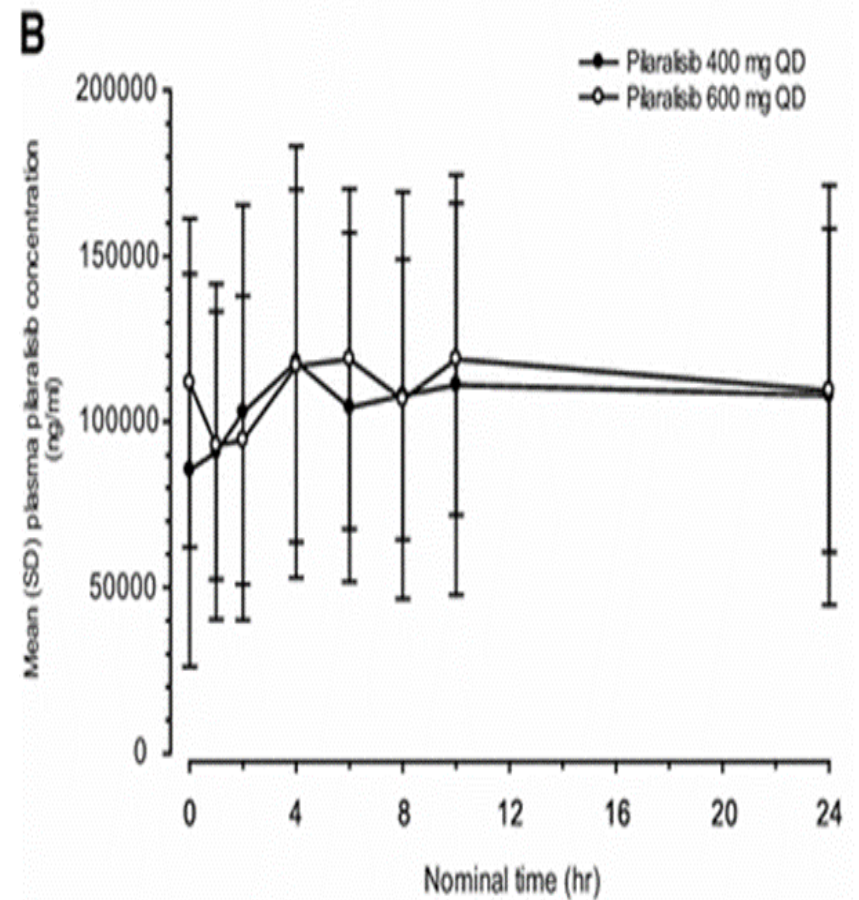 B
Pilaralisib 400 mg QD
Pilaralisib 600 mg QD
Mean (SD) plasma pilaralisib concentration
(ng/ml)
200000
150000
100000
50000
0
0 4 8 12 16 20 24
Nominal time (hr)